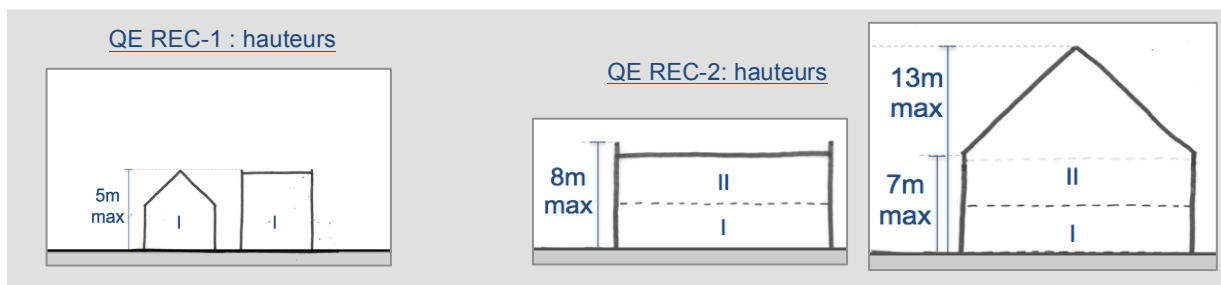 QE REC-1 : hauteurs
5m
max
I
I
QE REC-2: hauteurs
8m
max
II
I
13m
max
7m
max
II
I